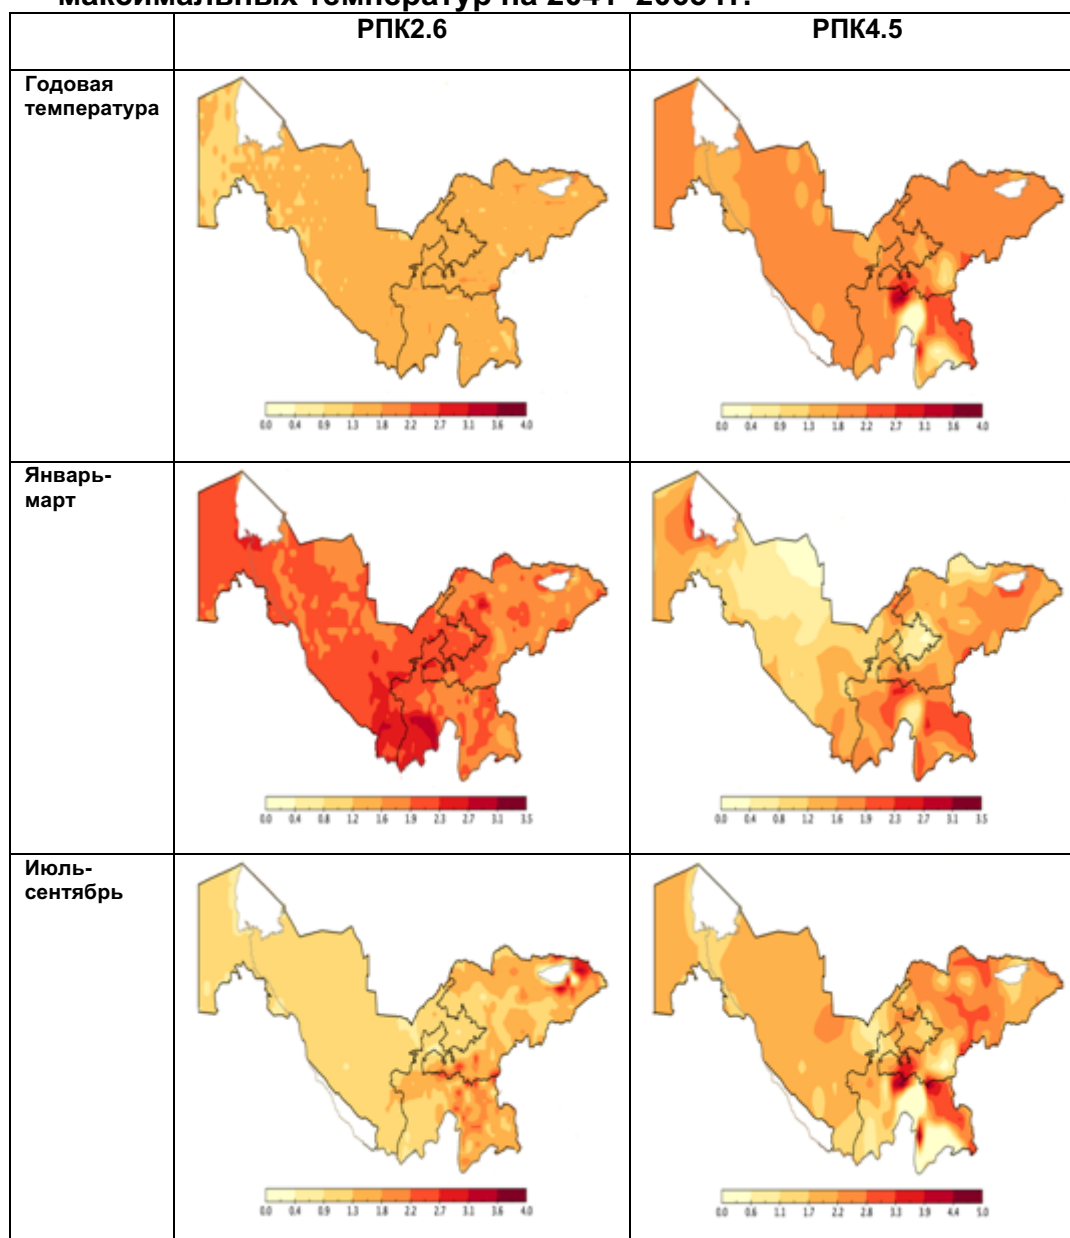 максимальных температур на 2041–2065 гг.
РПК2.6
РПК4.5
Годовая
температура
0.0 0.4 0.9 1.3 1.8 2.2 2.7 3.1 3.6 4.0
0.0 0.4 0.9 1.3 1.8 2.2 2.7 3.1 3.6 4.0
Январь-
март
0.0 0.4 0.8 1.2 1.6 1.9 2.3 2.7 3.1 3.5
0.0 0.4 0.8 1.2 1.6 1.9 2.3 2.7 3.1 3.5
Июль-
сентябрь
0.0 0.4 0.9 1.3 1.8 2.2 2.7 3.1 3.6 4.0
0.0 0.6 1.1 1.7 2.2 2.8 3.3 3.9 4.4 5.0